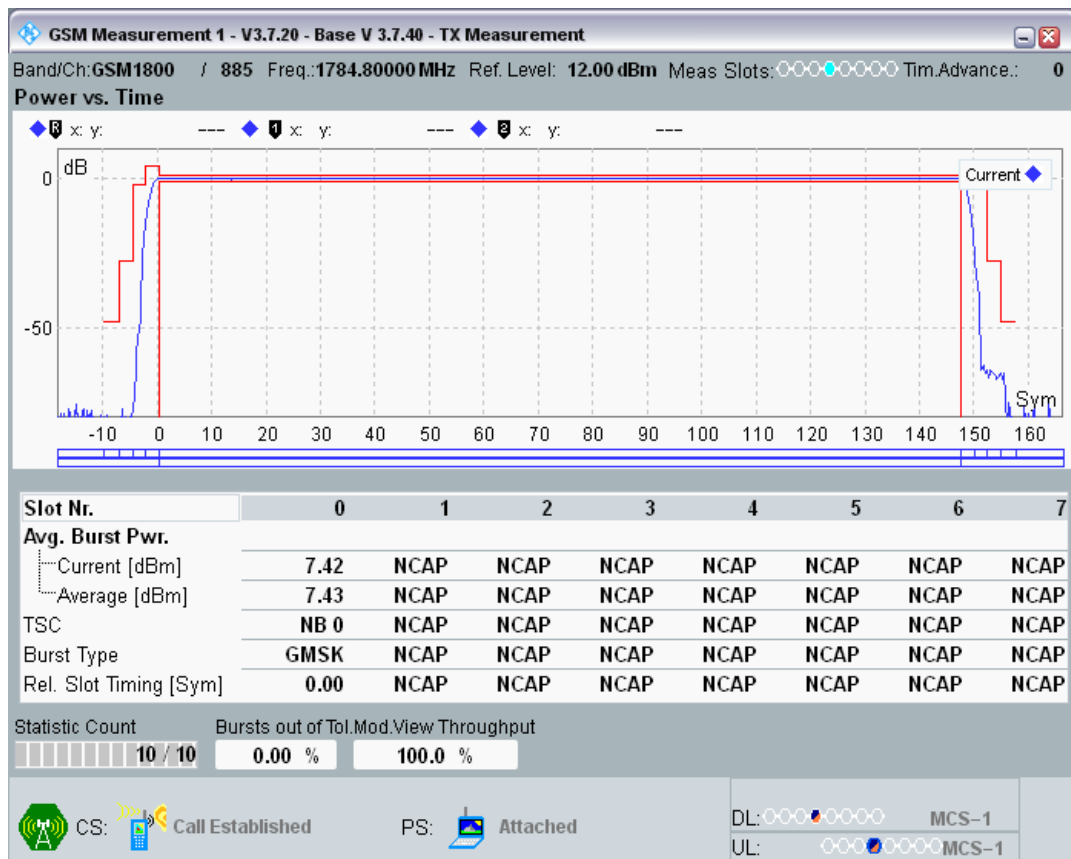 GSM Measurement 1 - V3.7.20 - Base V 3.7.40 - TX Measurement
Band/Ch:GSM1800 / 885 Freq.:1784.80000 MHz Ref. Level: 12.00 dBm Meas Slots: Tim.Advance.: 0
Power vs. Time
R x: y: --- 1 x: y: --- 2 x: y: ---
dB
Current
0
-50
Sym
-10 0 10 20 30 40 50 60 70 80 90 100 110 120 130 140 150 160
Slot Nr. 0 1 2 3 4 5 6 7
Avg. Burst Pwr.
Current [dBm] 7.42 NCAP NCAP NCAP NCAP NCAP NCAP NCAP
Average [dBm] 7.43 NCAP NCAP NCAP NCAP NCAP NCAP NCAP
TSC NB 0 NCAP NCAP NCAP NCAP NCAP NCAP NCAP
Burst Type GMSK NCAP NCAP NCAP NCAP NCAP NCAP NCAP
Rel. Slot Timing [Sym] 0.00 NCAP NCAP NCAP NCAP NCAP NCAP NCAP
Statistic Count Bursts out of Tol.Mod.View Throughput
10 / 10 0.00 % 100.0 %
CS: Call Established PS: Attached
DL: MCS-1
UL: MCS-1